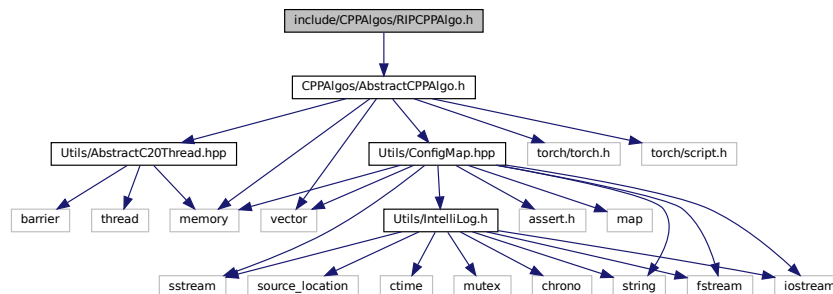 include/CPPAlgos/RIPCPPAlgo.h
CPPAlgos/AbstractCPPAlgo.h
Utils/AbstractC20Thread.hpp
Utils/ConfigMap.hpp
torch/torch.h
torch/script.h
barrier
thread
memory
vector
Utils/IntelliLog.h
assert.h
map
sstream
source_location
ctime
mutex
chrono
string
fstream
iostream